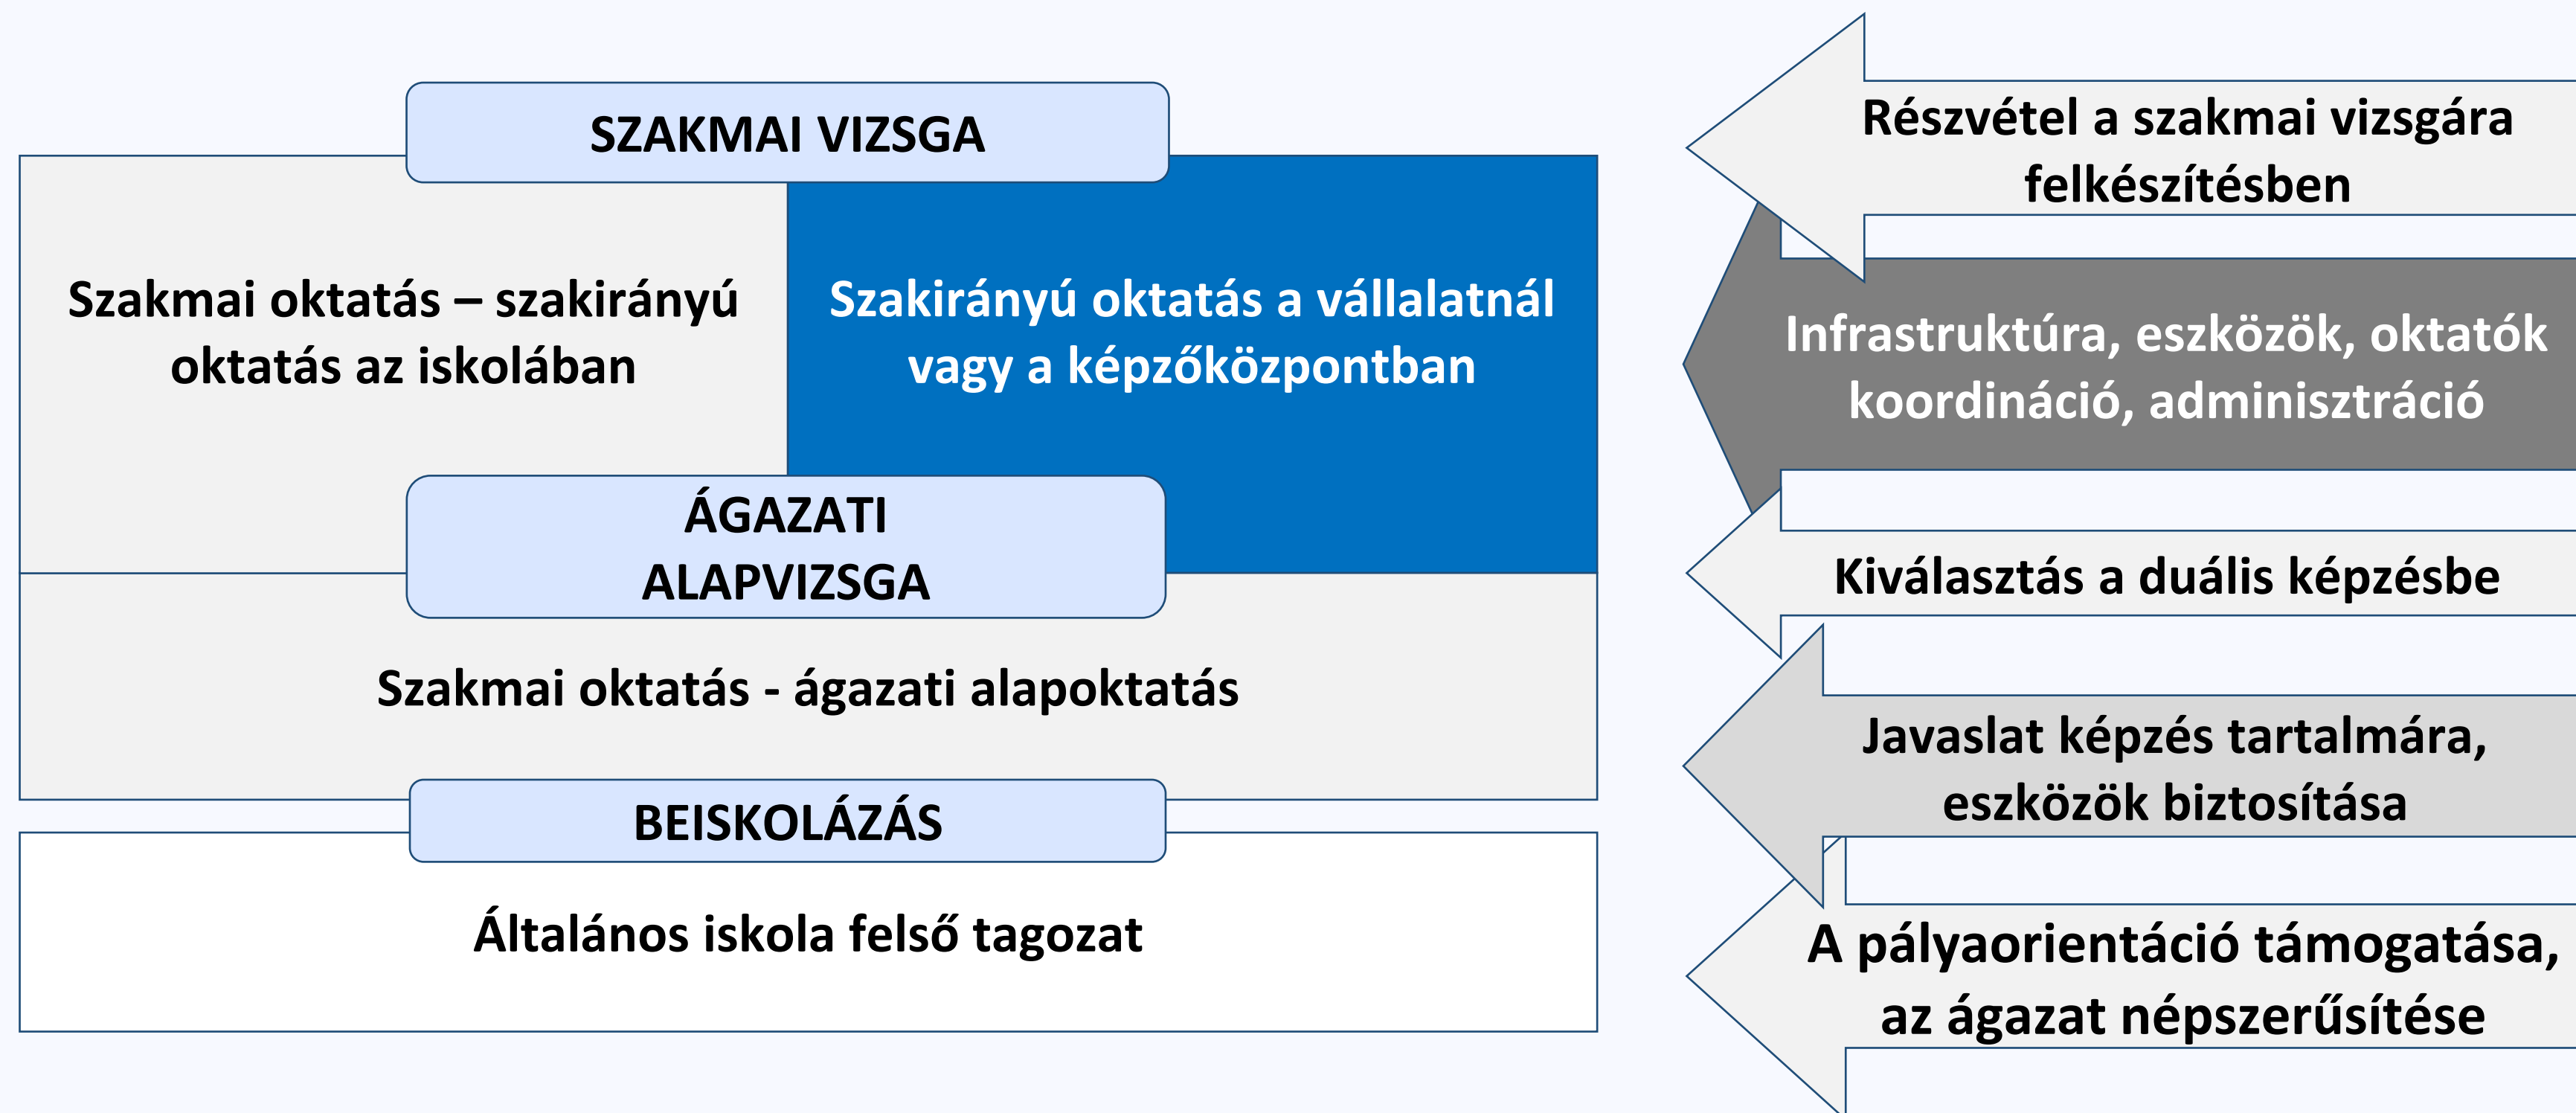 SZAKMAI VIZSGA
Szakmai oktatás – szakirányú
oktatás az iskolában
Szakirányú oktatás a vállalatnál
vagy a képzőközpontban
ÁGAZATI
ALAPVIZSGA
Szakmai oktatás - ágazati alapoktatás
BEISKOLÁZÁS
Általános iskola felső tagozat
Részvétel a szakmai vizsgára
felkészítésben
Infrastruktúra, eszközök, oktatók
koordináció, adminisztráció
Kiválasztás a duális képzésbe
Javaslat képzés tartalmára,
eszközök biztosítása
A pályaorientáció támogatása,
az ágazat népszerűsítése